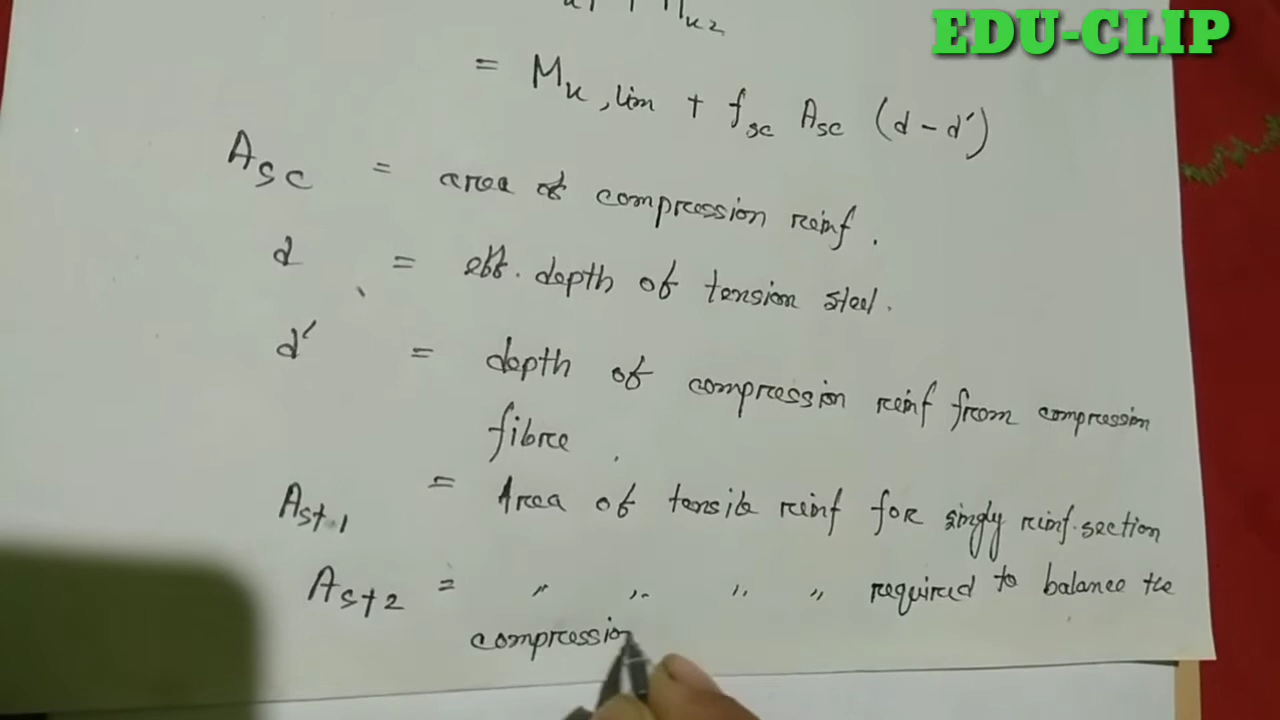 EDU-CLIP
u1 + Mu2
= Mu,lim + fsc Asc (d-d')
Asc = area of compression reinf.
d = eff. depth of tension steel.
d' = depth of compression reinf from compression
fibre.
Ast1 = Area of tensile reinf for singly reinf. section
Ast2 = " " " " required to balance the
compression